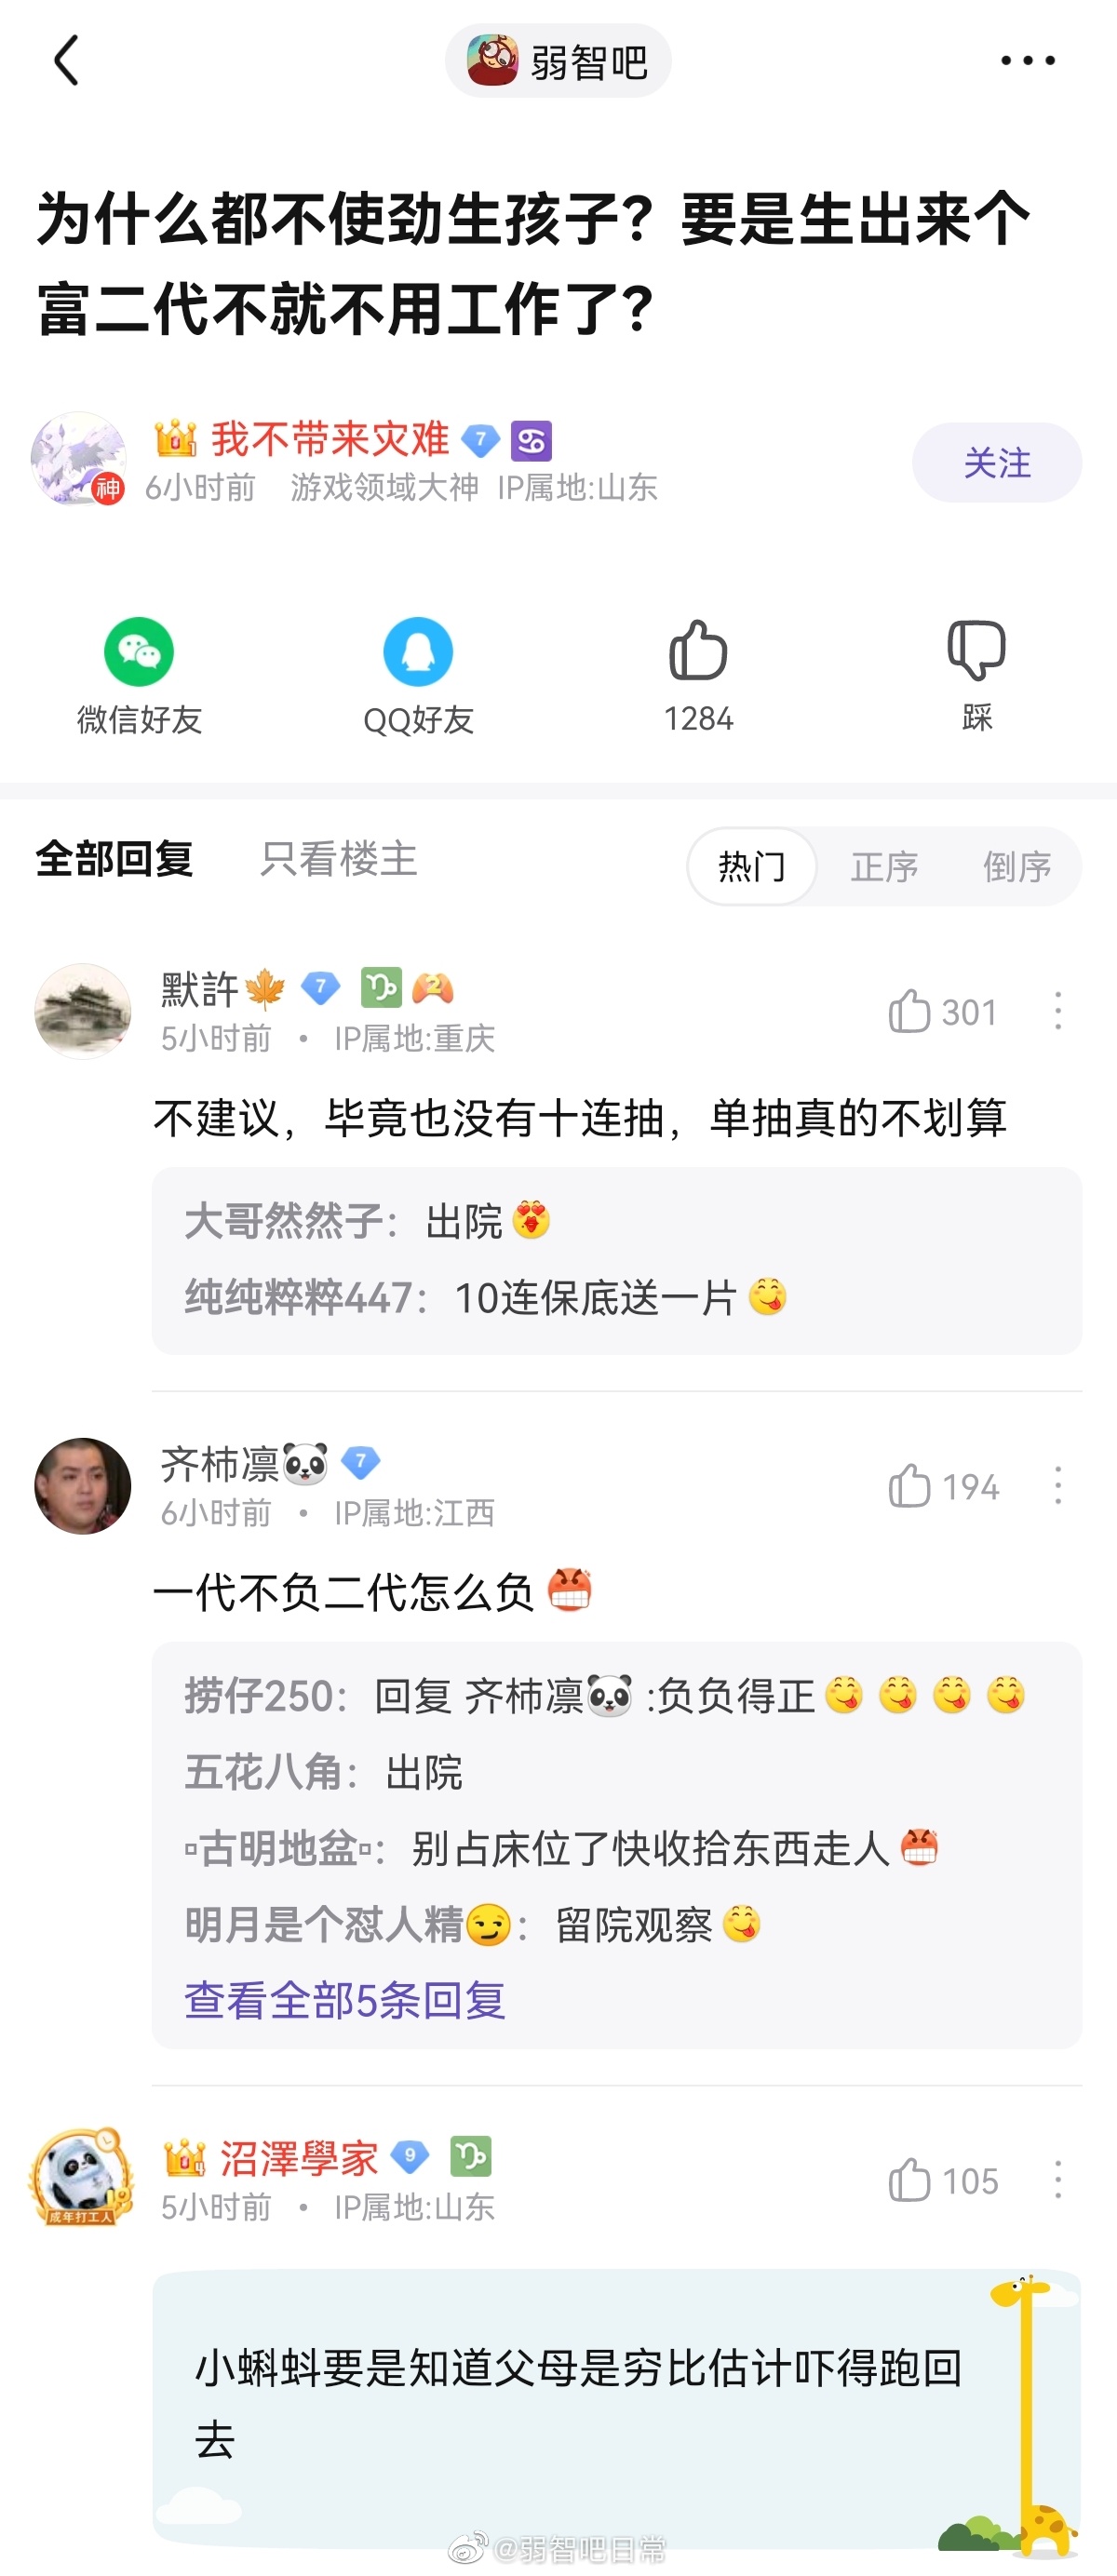 弱智吧
为什么都不使劲生孩子？要是生出来个
富二代不就不用工作了？
我不带来灾难 7
神
6小时前 游戏领域大神 IP属地:山东
关注
微信好友
QQ好友
1284
踩
全部回复 只看楼主 热门 正序 倒序
默許 7 2
5小时前 • IP属地:重庆
301
不建议，毕竟也没有十连抽，单抽真的不划算
大哥然然子：出院😍
纯纯粹粹447：10连保底送一片😋
齐柿凛🐼 7
6小时前 • IP属地:江西
194
一代不负二代怎么负😡
捞仔250：回复 齐柿凛🐼 :负负得正😋😋😋😋
五花八角：出院
▫古明地盆▫：别占床位了快收拾东西走人😡
明月是个怼人精😏：留院观察😋
查看全部5条回复
沼澤學家 9
5小时前 • IP属地:山东
成年打工人
105
小蝌蚪要是知道父母是穷比估计吓得跑回
去
@弱智吧日常